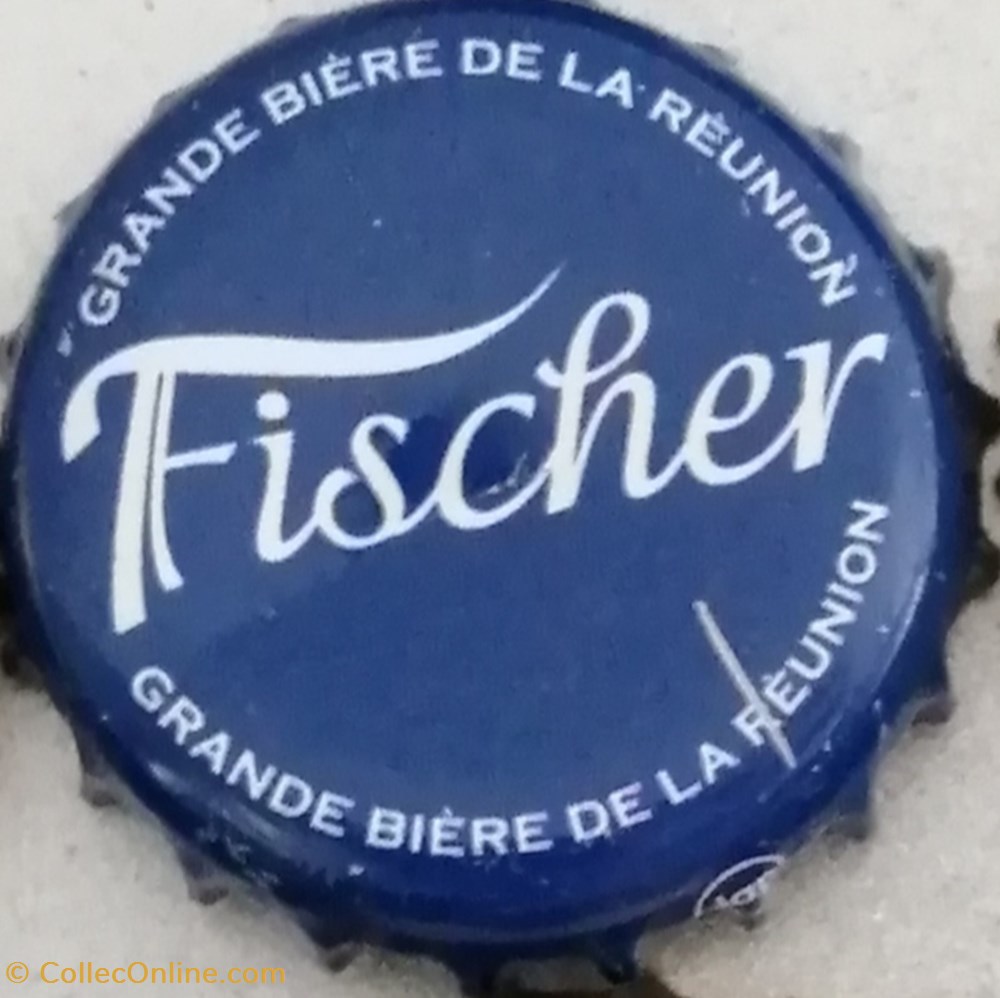 GRANDE BIÈRE DE LA RÉUNION
Fischer
GRANDE BIÈRE DE LA RÉUNION
© CollecOnline.com